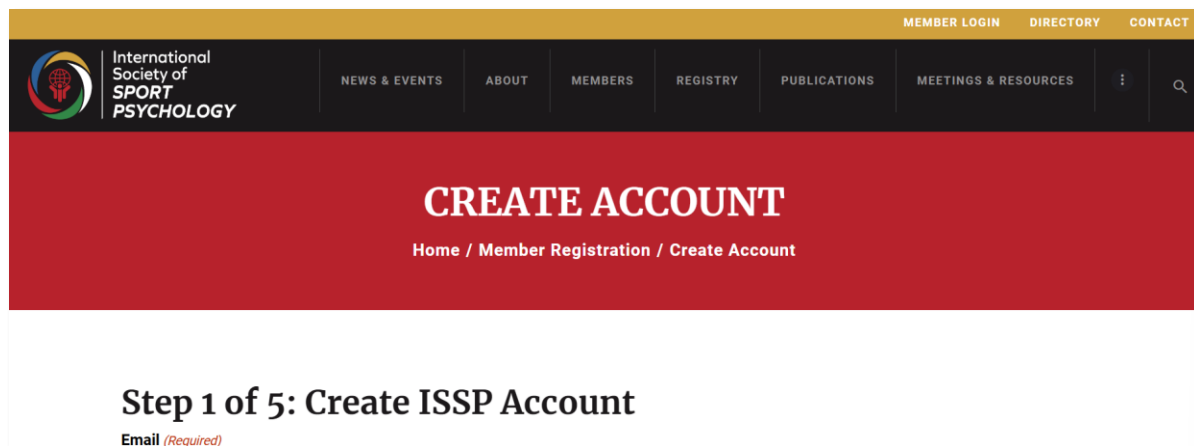 MEMBER LOGIN DIRECTORY CONTACT
International
Society of
SPORT
PSYCHOLOGY
NEWS & EVENTS ABOUT MEMBERS REGISTRY PUBLICATIONS MEETINGS & RESOURCES
CREATE ACCOUNT
Home / Member Registration / Create Account
Step 1 of 5: Create ISSP Account
Email (Required)